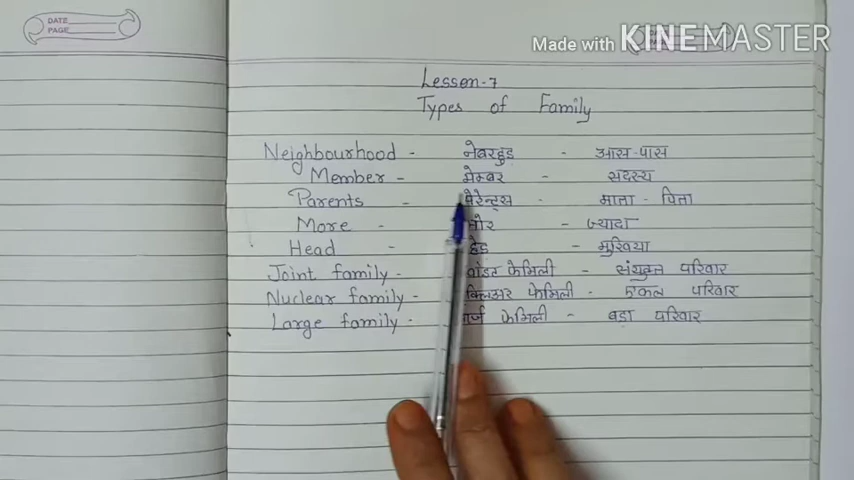 DATE
PAGE
Made with KINEMASTER
Lesson-7
Types of Family
Neighbourhood - नेबरहुड - आस-पास
Member - मेम्बर - सदस्य
Parents - पेरेन्ट्स - माता - पिता
More - मोर - ज्यादा
Head - हेड - मुखिया
Joint family - फेमिली - संयुक्त परिवार
Nuclear family - फेमिली - एकल परिवार
Large family - फेमिली - बडा परिवार